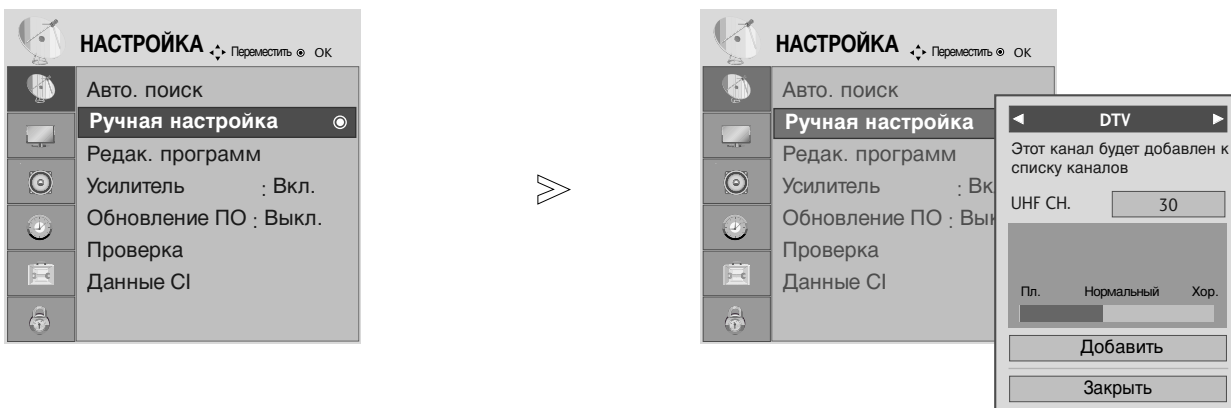 НАСТРОЙКА Переместить OK
Авто. поиск
Ручная настройка
Редак. программ
Усилитель : Вкл.
Обновление ПО : Выкл.
Проверка
Данные CI
НАСТРОЙКА Переместить OK
Авто. поиск
Ручная настройка
Редак. программ
Усилитель : Вк
Обновление ПО : Вык
Проверка
Данные CI
DTV
Этот канал будет добавлен к
списку каналов
UHF CH. 30
Пл. Нормальный Хор.
Добавить
Закрыть